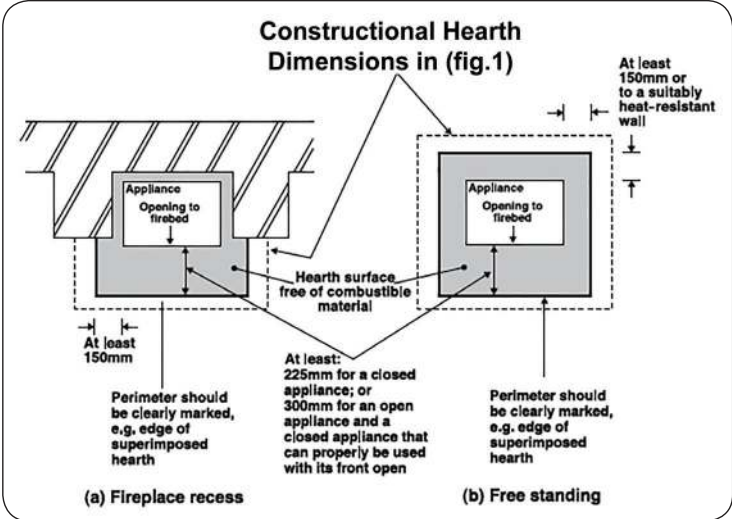 Constructional Hearth
Dimensions in (fig.1)
At least
150mm or
to a suitably
heat-resistant
wall
Appliance
Opening to
firebed
Appliance
Opening to
firebed
Hearth surface
free of combustible
material
At least
150mm
At least:
225mm for a closed
appliance; or
300mm for an open
appliance and a
closed appliance that
can properly be used
with its front open
Perimeter should
be clearly marked,
e.g. edge of
superimposed
hearth
Perimeter should
be clearly marked,
e.g. edge of
superimposed
hearth
(a) Fireplace recess
(b) Free standing